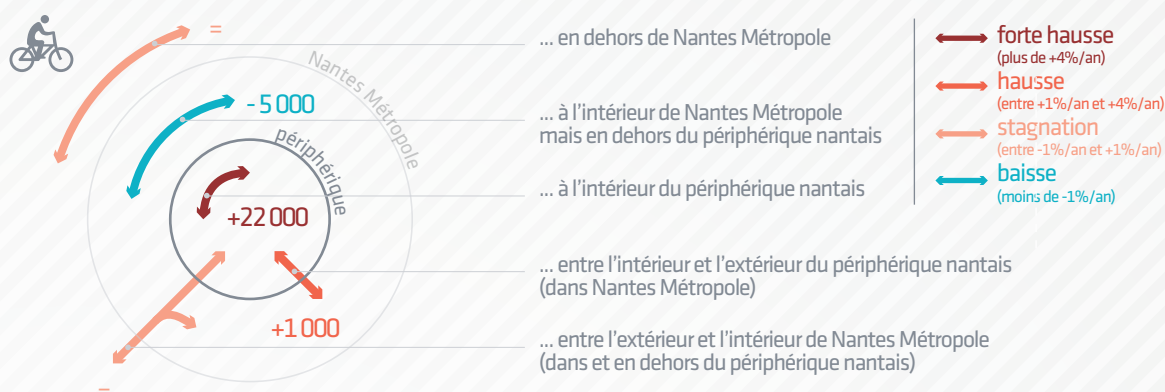 =
... en dehors de Nantes Métropole
Nantes Métropole
- 5 000
... à l'intérieur de Nantes Métropole
mais en dehors du périphérique nantais
périphérique
... à l'intérieur du périphérique nantais
+22 000
... entre l'intérieur et l'extérieur du périphérique nantais
(dans Nantes Métropole)
+1 000
... entre l'extérieur et l'intérieur de Nantes Métropole
(dans et en dehors du périphérique nantais)
=
forte hausse
(plus de +4%/an)
hausse
(entre +1%/an et +4%/an)
stagnation
(entre -1%/an et +1%/an)
baisse
(moins de -1%/an)